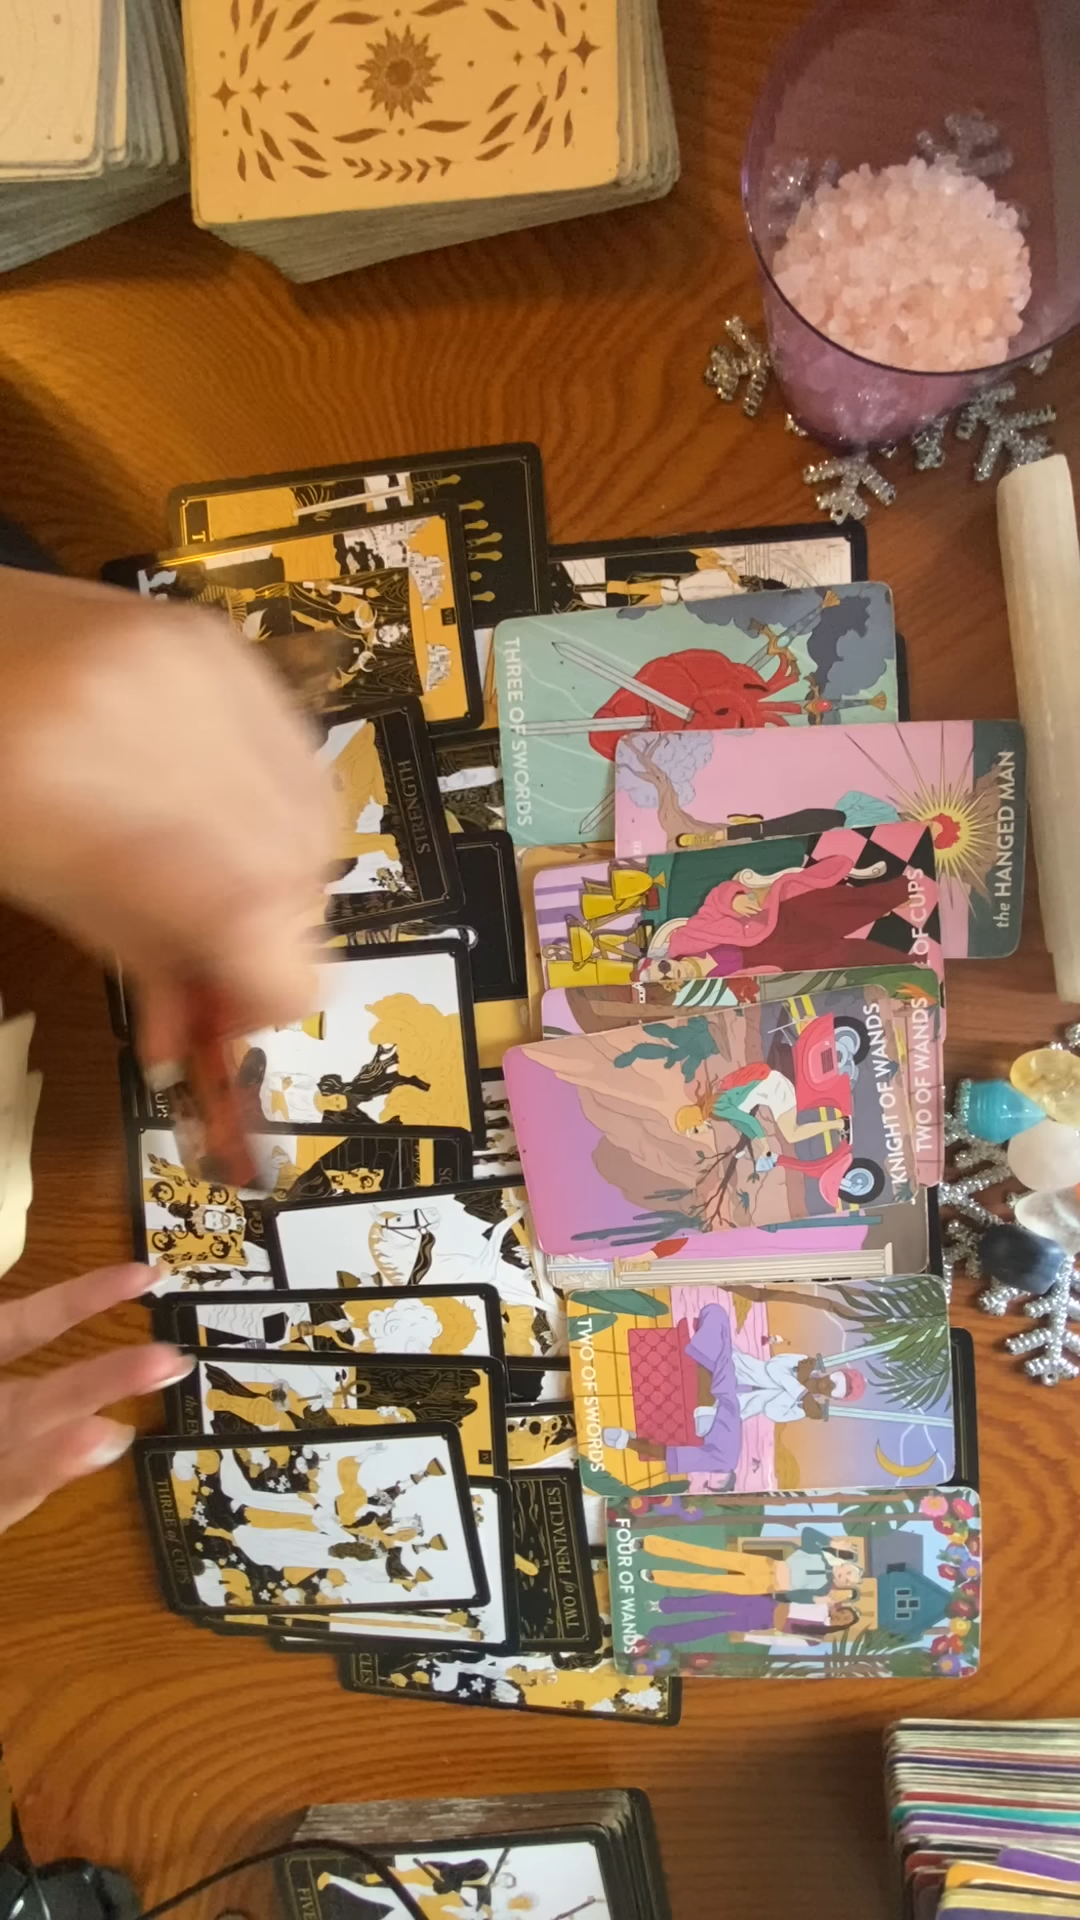 THREE OF SWORDS
the HANGED MAN
OF CUPS
TWO OF WANDS
KNIGHT OF WANDS
TWO OF SWORDS
FOUR OF WANDS
STRENGTH
TWO of PENTACLES
THREE of CUPS
FIVE